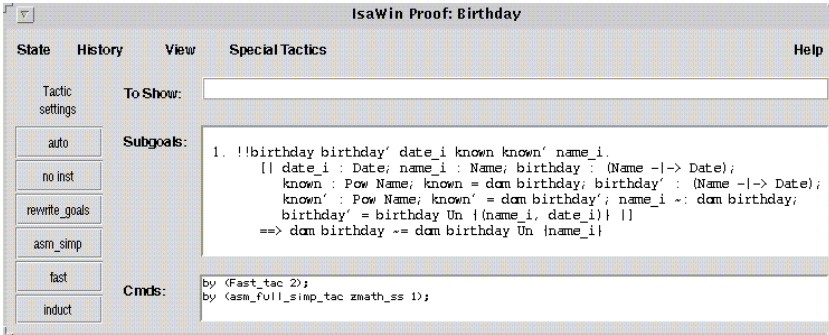 IsaWin Proof: Birthday
State History View Special Tactics Help
Tactic settings
To Show:
auto
no inst
rewrite_goals
asm_simp
fast
induct
Subgoals:
1. !!birthday birthday' date_i known known' name_i.
[| date_i : Date; name_i : Name; birthday : (Name -|-> Date);
known : Pow Name; known = dom birthday; birthday' : (Name -|-> Date);
known' : Pow Name; known' = dom birthday'; name_i ~: dom birthday;
birthday' = birthday Un {(name_i, date_i)} |]
==> dom birthday ~= dom birthday Un {name_i}
Cmds:
by (Fast_tac 2);
by (asm_full_simp_tac zmath_ss 1);